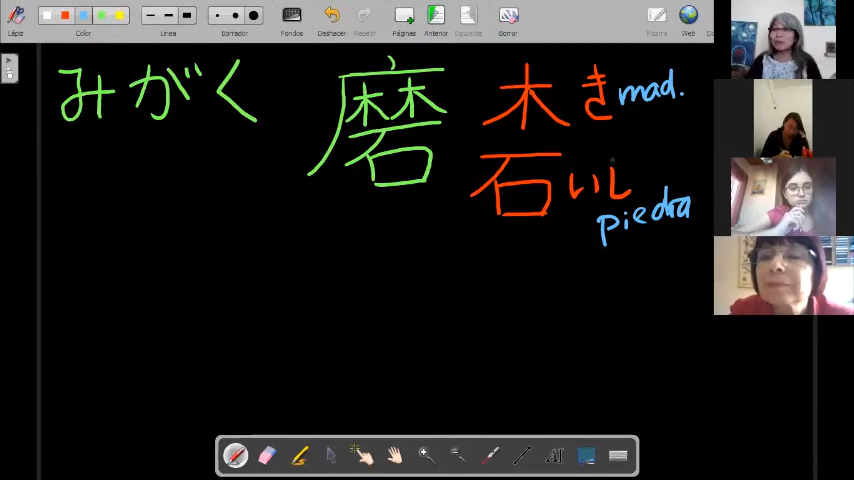 Lápiz Color Línea Borrador Fondos Deshacer Repetir Páginas Anterior Siguiente Borrar Pizarra Web
みがく 磨 木 き mad.
石 いし
piedra